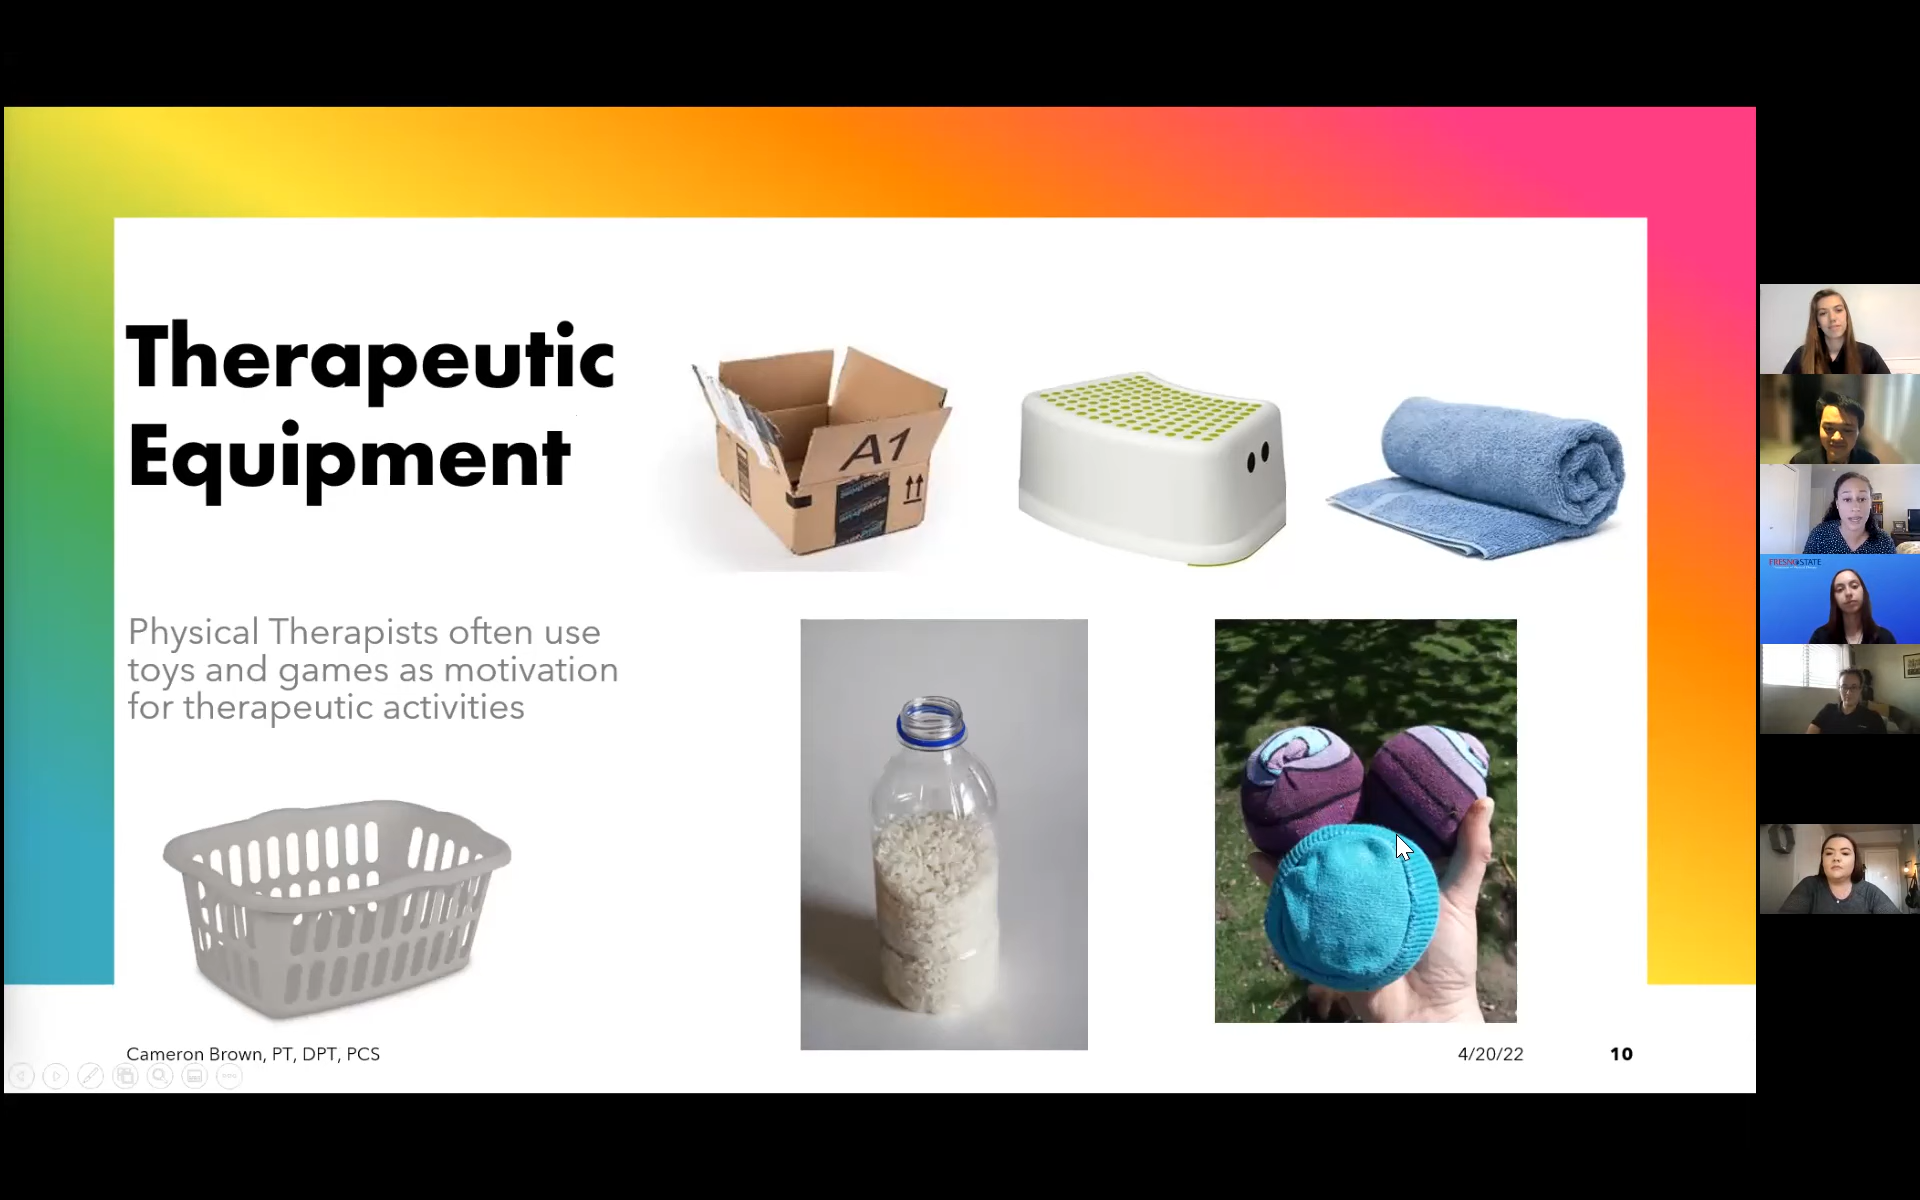 Therapeutic
Equipment
Physical Therapists often use
toys and games as motivation
for therapeutic activities
A1
FRESNO STATE
Cameron Brown, PT, DPT, PCS
4/20/22
10